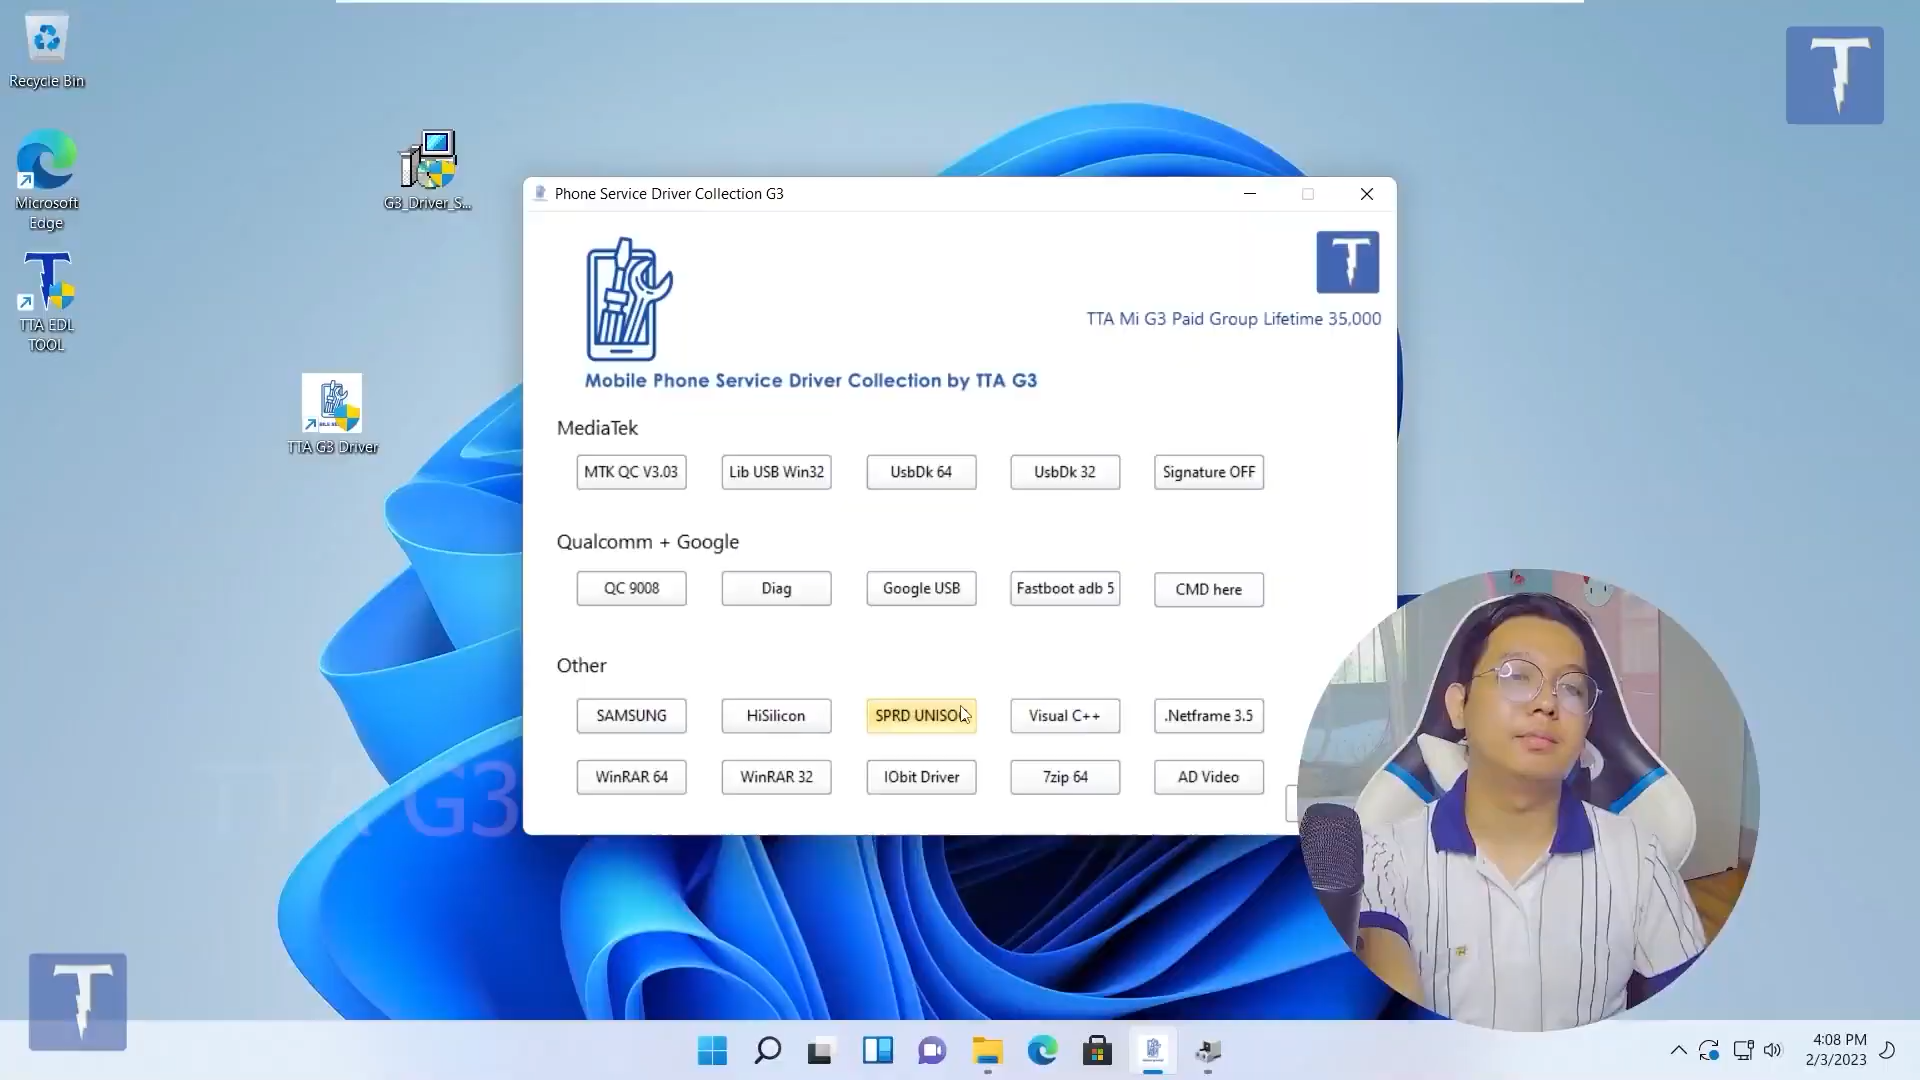 Recycle Bin
Microsoft
Edge
TTA EDL
TOOL
G3_Driver_S...
TTA G3 Driver
Phone Service Driver Collection G3
TTA Mi G3 Paid Group Lifetime 35,000
Mobile Phone Service Driver Collection by TTA G3
MediaTek
MTK QC V3.03
Lib USB Win32
UsbDk 64
UsbDk 32
Signature OFF
Qualcomm + Google
QC 9008
Diag
Google USB
Fastboot adb 5
CMD here
Other
SAMSUNG
HiSilicon
SPRD UNISOC
Visual C++
.Netframe 3.5
WinRAR 64
WinRAR 32
IObit Driver
7zip 64
AD Video
TTA G3
4:08 PM
2/3/2023